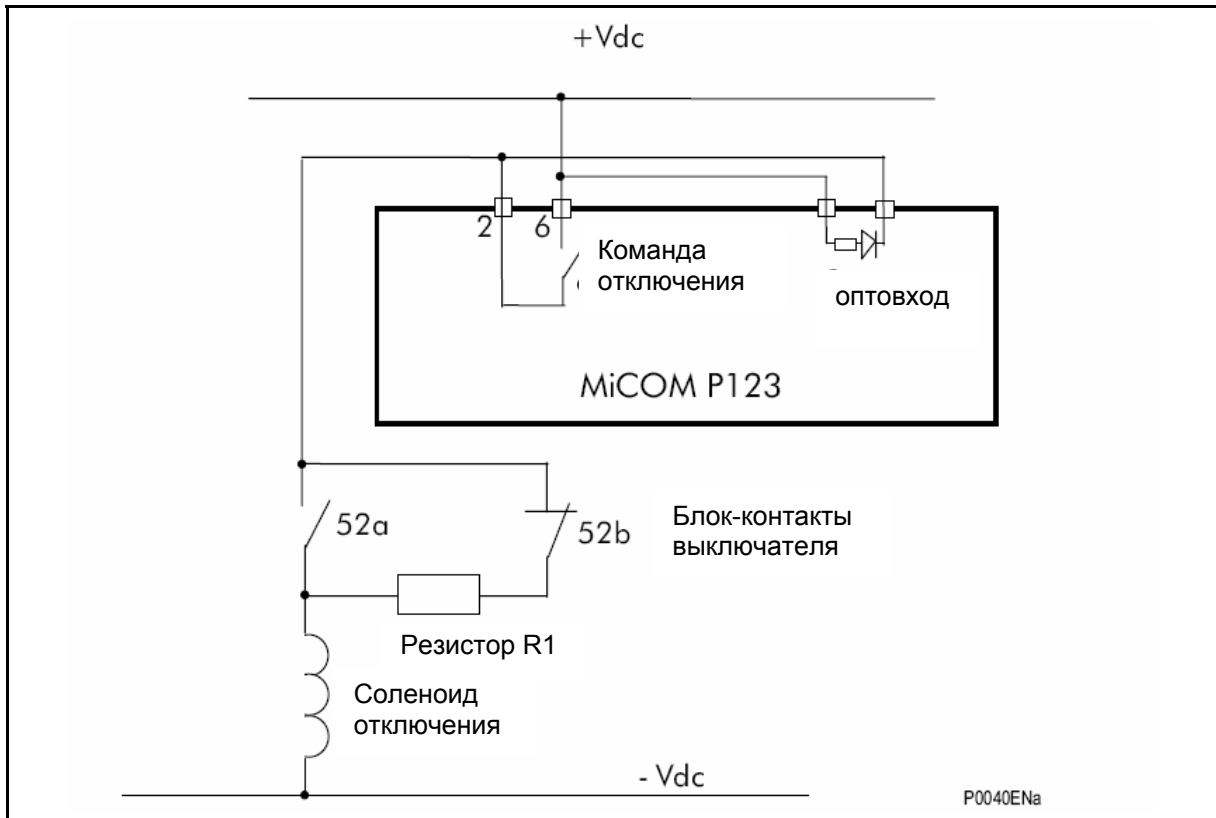 +Vdc
2
6
Команда
отключения
оптовход
MiCOM P123
52a
52b
Блок-контакты
выключателя
Резистор R1
Соленоид
отключения
- Vdc
P0040ENa